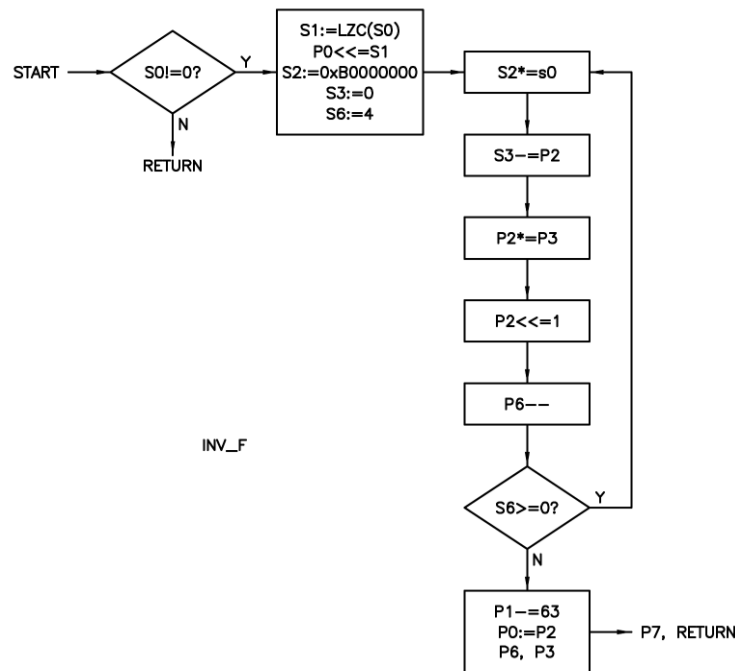 START
S0!=0?
Y
N
RETURN
S1:=LZC(S0)
P0<<=S1
S2:=0xB0000000
S3:=0
S6:=4
S2*=s0
S3-=P2
P2*=P3
P2<<=1
P6--
INV_F
S6>=0?
Y
N
P1-=63
P0:=P2
P6, P3
P7, RETURN